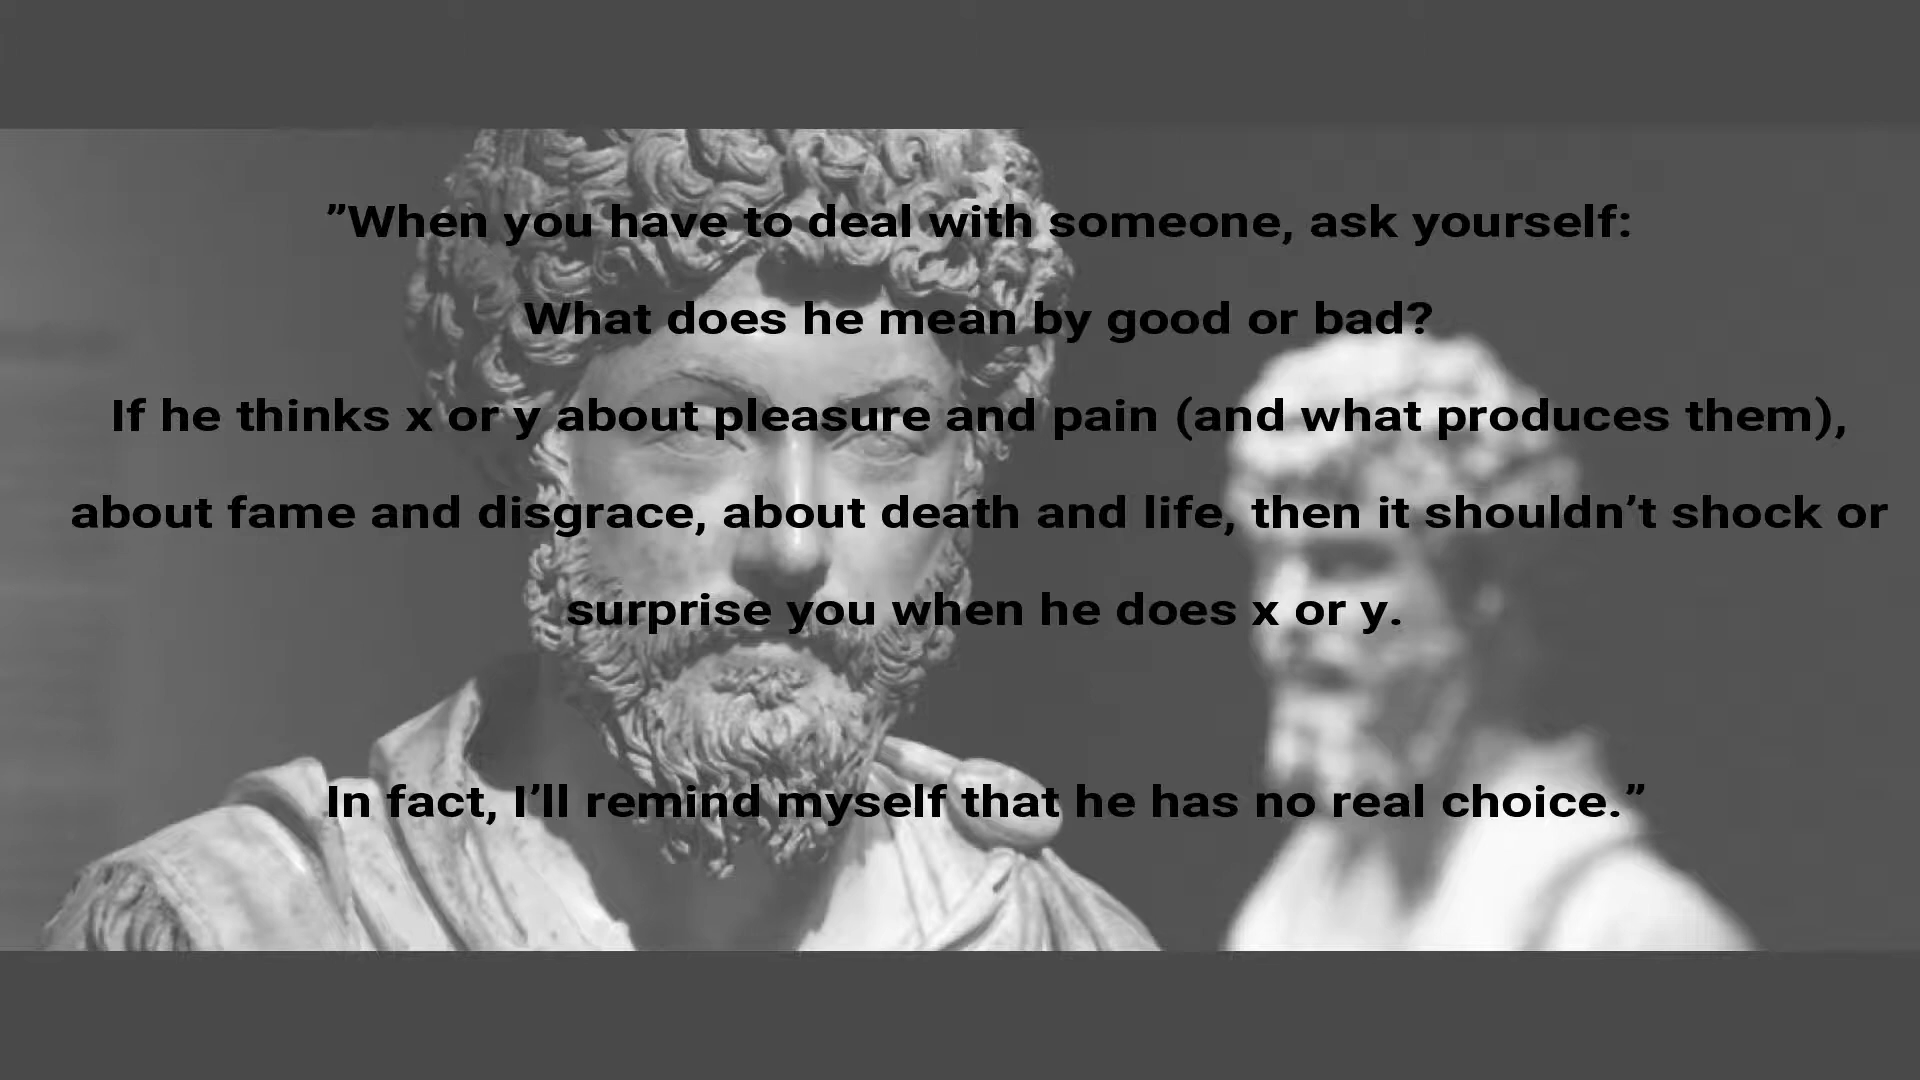 ”When you have to deal with someone, ask yourself:
What does he mean by good or bad?
If he thinks x or y about pleasure and pain (and what produces them),
about fame and disgrace, about death and life, then it shouldn’t shock or
surprise you when he does x or y.
In fact, I’ll remind myself that he has no real choice.”